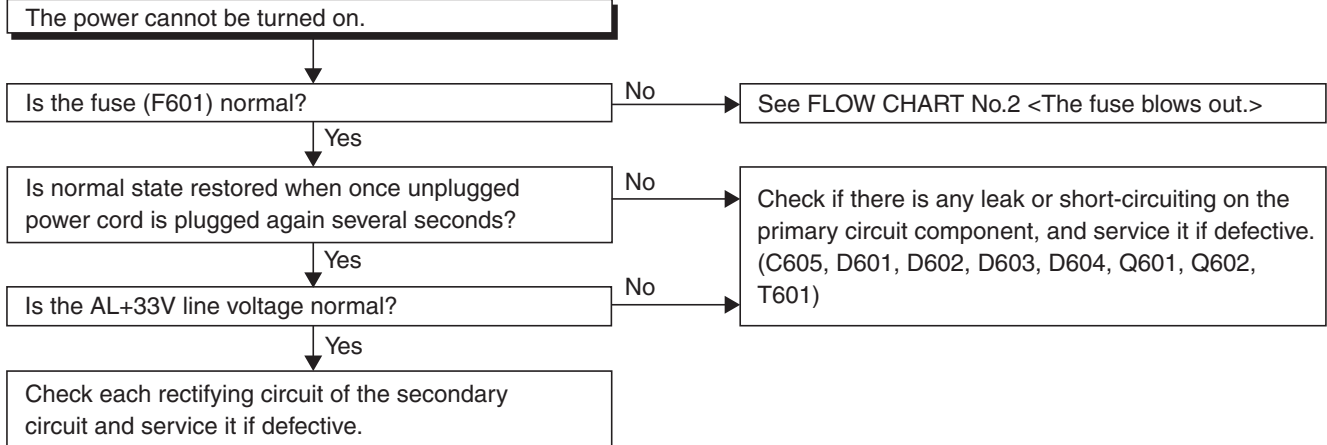 The power cannot be turned on.
Is the fuse (F601) normal?
No
See FLOW CHART No.2 <The fuse blows out.>
Yes
Is normal state restored when once unplugged
power cord is plugged again several seconds?
No
Check if there is any leak or short-circuiting on the
primary circuit component, and service it if defective.
(C605, D601, D602, D603, D604, Q601, Q602,
T601)
Yes
Is the AL+33V line voltage normal?
No
Yes
Check each rectifying circuit of the secondary
circuit and service it if defective.